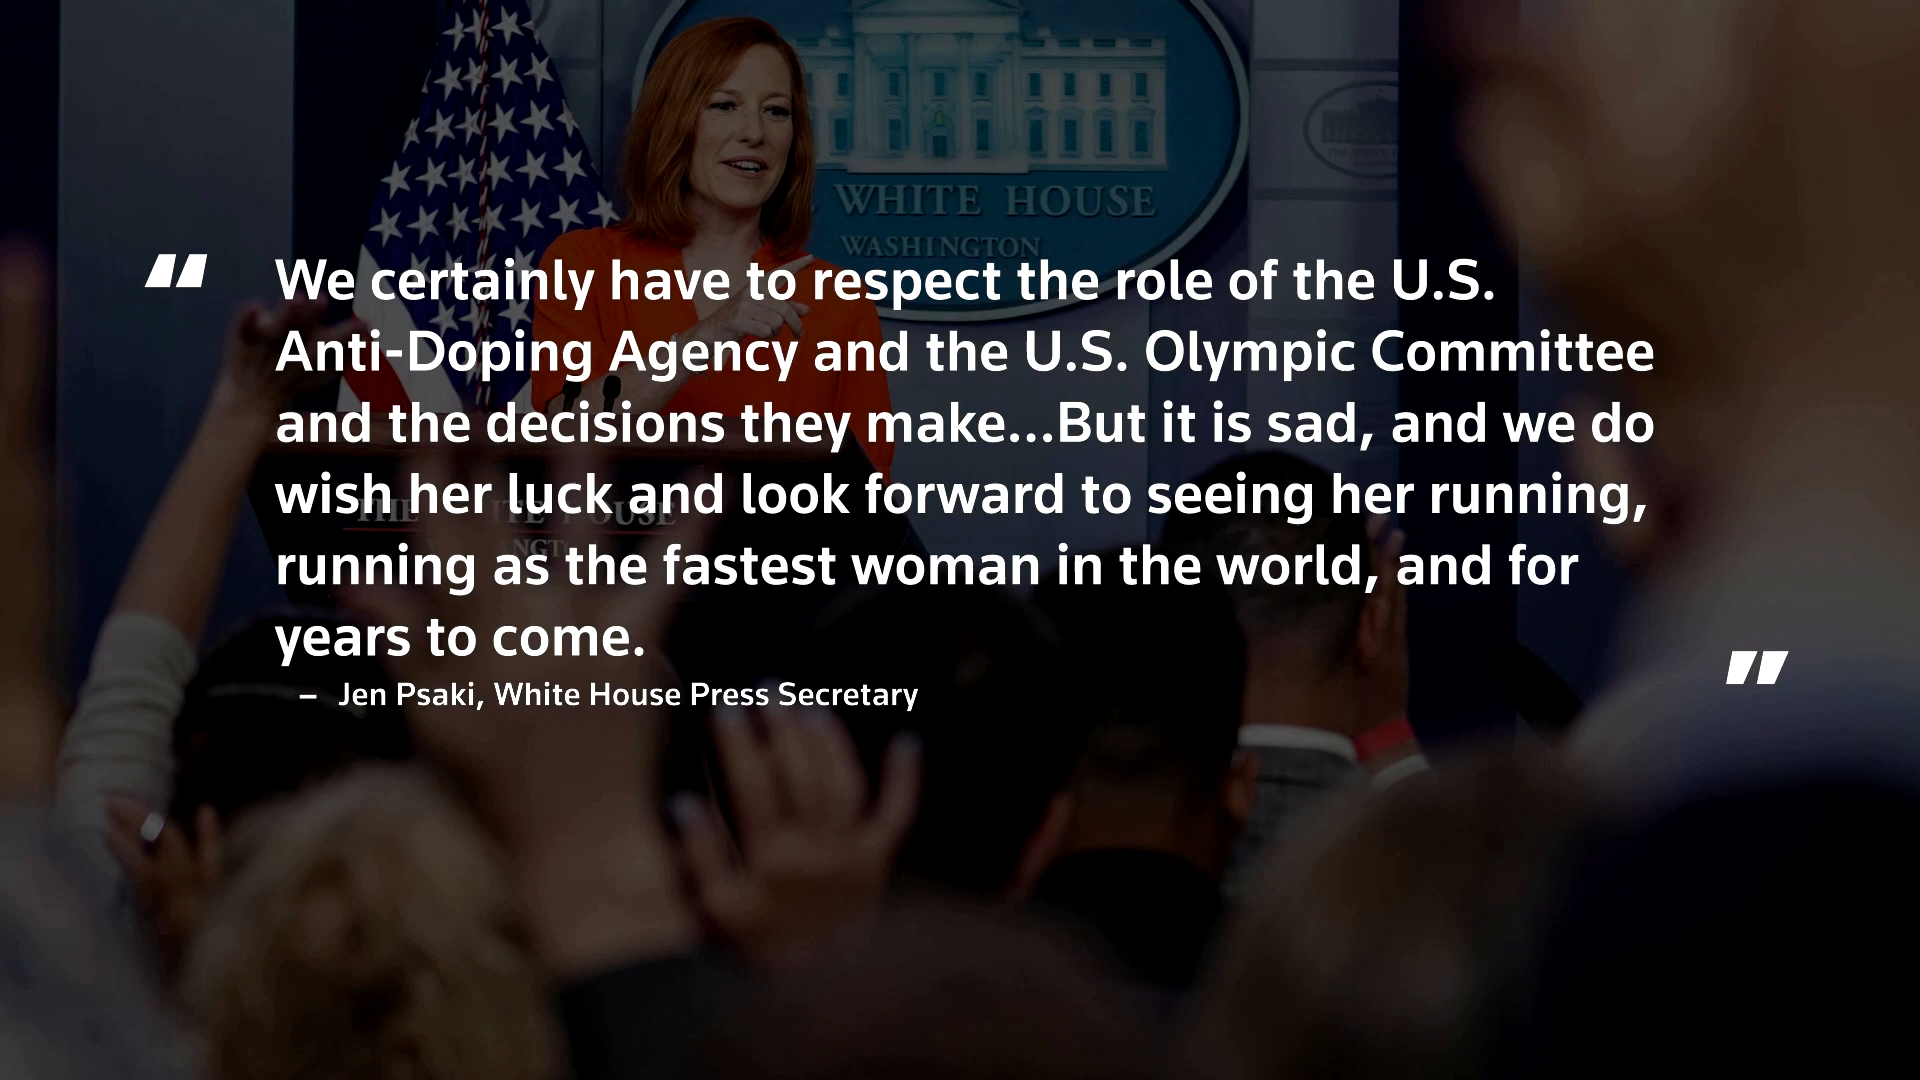 WHITE HOUSE
WASHINGTON
“
We certainly have to respect the role of the U.S.
Anti-Doping Agency and the U.S. Olympic Committee
and the decisions they make...But it is sad, and we do
wish her luck and look forward to seeing her running,
running as the fastest woman in the world, and for
years to come.
”
– Jen Psaki, White House Press Secretary